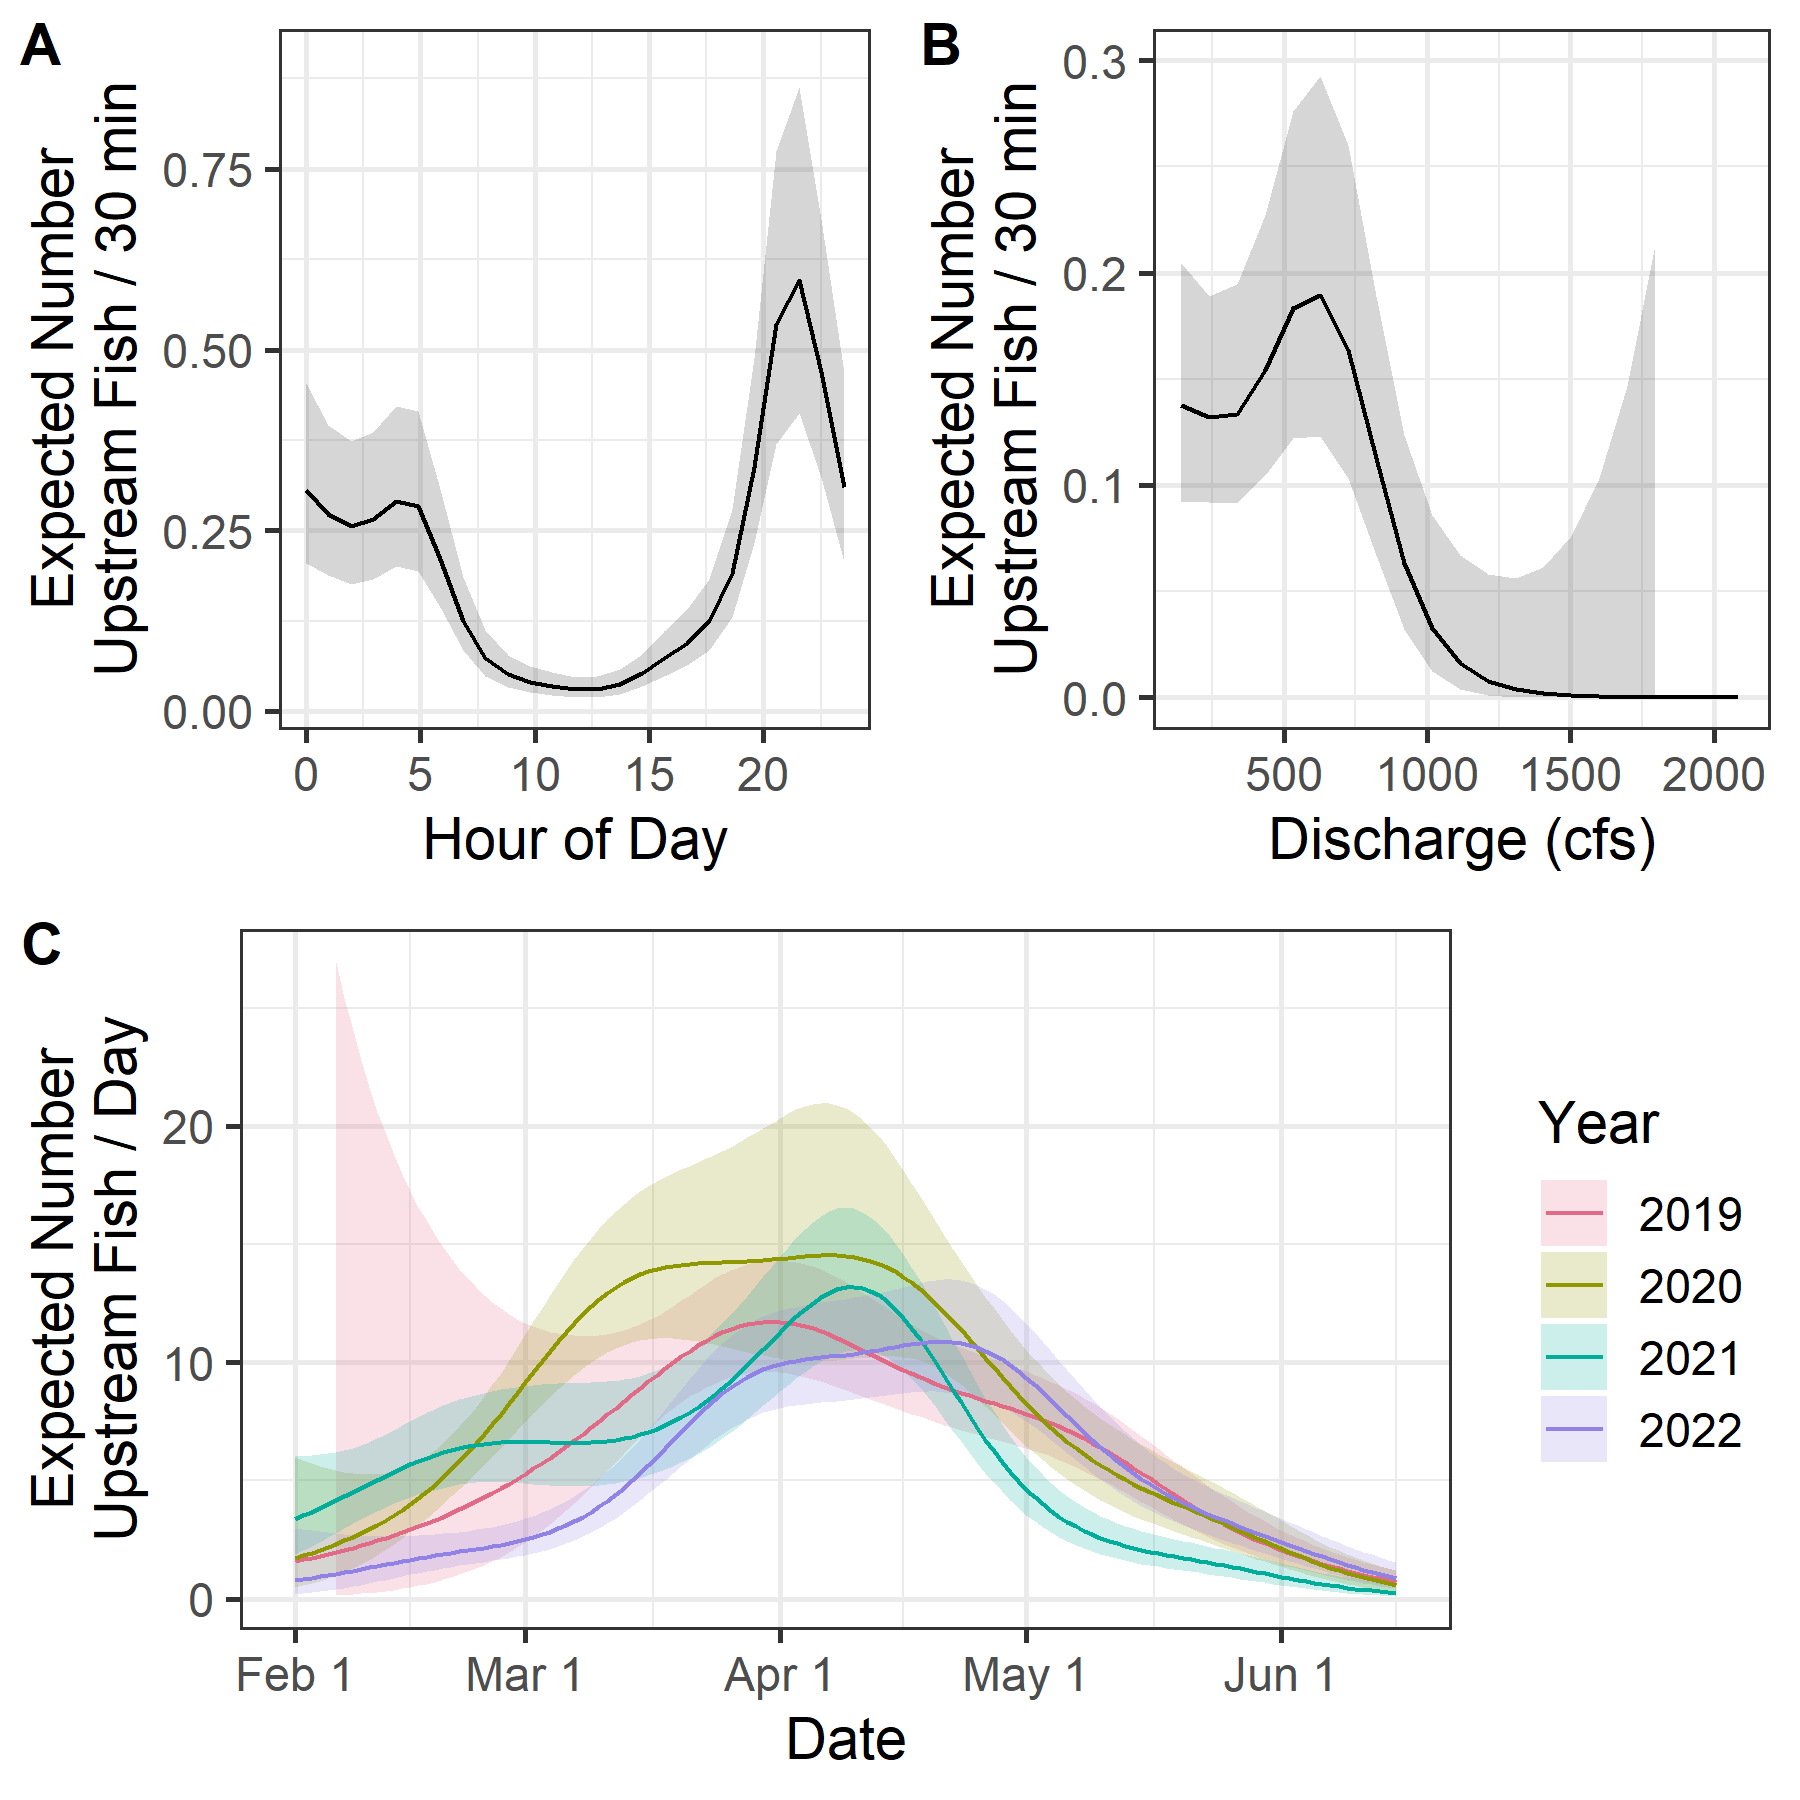 A
Expected Number
Upstream Fish / 30 min
0.75
0.50
0.25
0.00
0 5 10 15 20
Hour of Day
B
Expected Number
Upstream Fish / 30 min
0.3
0.2
0.1
0.0
500 1000 1500 2000
Discharge (cfs)
C
Expected Number
Upstream Fish / Day
20
10
0
Feb 1 Mar 1 Apr 1 May 1 Jun 1
Date
Year
2019
2020
2021
2022